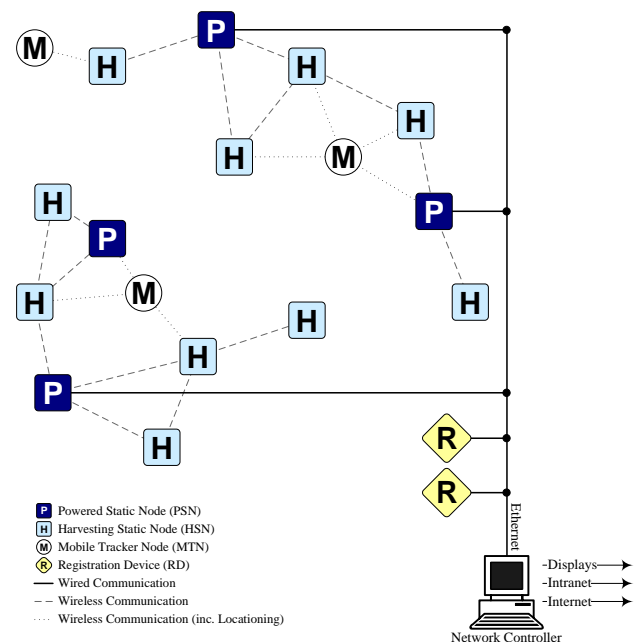 P
M
H
H
H
H
M
H
P
P
H
M
H
H
H
P
H
H
R
R
Ethernet
P Powered Static Node (PSN)
H Harvesting Static Node (HSN)
M Mobile Tracker Node (MTN)
R Registration Device (RD)
Wired Communication
Wireless Communication
Wireless Communication (inc. Locationing)
Displays
Intranet
Internet
Network Controller